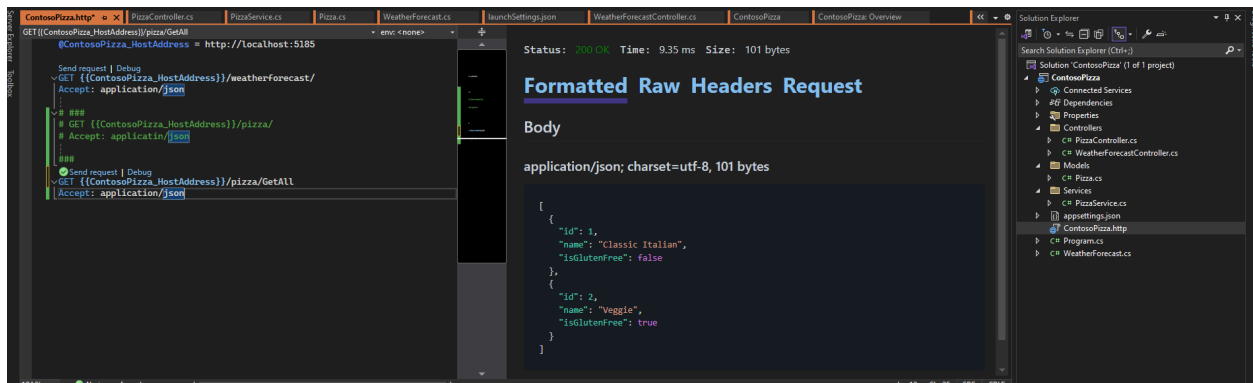 ContosoPizza.http*
PizzaController.cs
PizzaService.cs
Pizza.cs
WeatherForecast.cs
launchSettings.json
WeatherForecastController.cs
ContosoPizza
ContosoPizza: Overview
Server Explorer
Toolbox
GET {{ContosoPizza_HostAddress}}/pizza/GetAll
env: <none>
@ContosoPizza_HostAddress = http://localhost:5185
Send request | Debug
GET {{ContosoPizza_HostAddress}}/weatherforecast/
Accept: application/json
# ###
# GET {{ContosoPizza_HostAddress}}/pizza/
# Accept: applicatin/json
###
Send request | Debug
GET {{ContosoPizza_HostAddress}}/pizza/GetAll
Accept: application/json
Status: 200 OK Time: 9.35 ms Size: 101 bytes
Formatted Raw Headers Request
Body
application/json; charset=utf-8, 101 bytes
[
{
"id": 1,
"name": "Classic Italian",
"isGlutenFree": false
},
{
"id": 2,
"name": "Veggie",
"isGlutenFree": true
}
]
Solution Explorer
Search Solution Explorer (Ctrl+;)
Solution 'ContosoPizza' (1 of 1 project)
ContosoPizza
Connected Services
Dependencies
Properties
Controllers
C# PizzaController.cs
C# WeatherForecastController.cs
Models
C# Pizza.cs
Services
C# PizzaService.cs
appsettings.json
ContosoPizza.http
C# Program.cs
C# WeatherForecast.cs